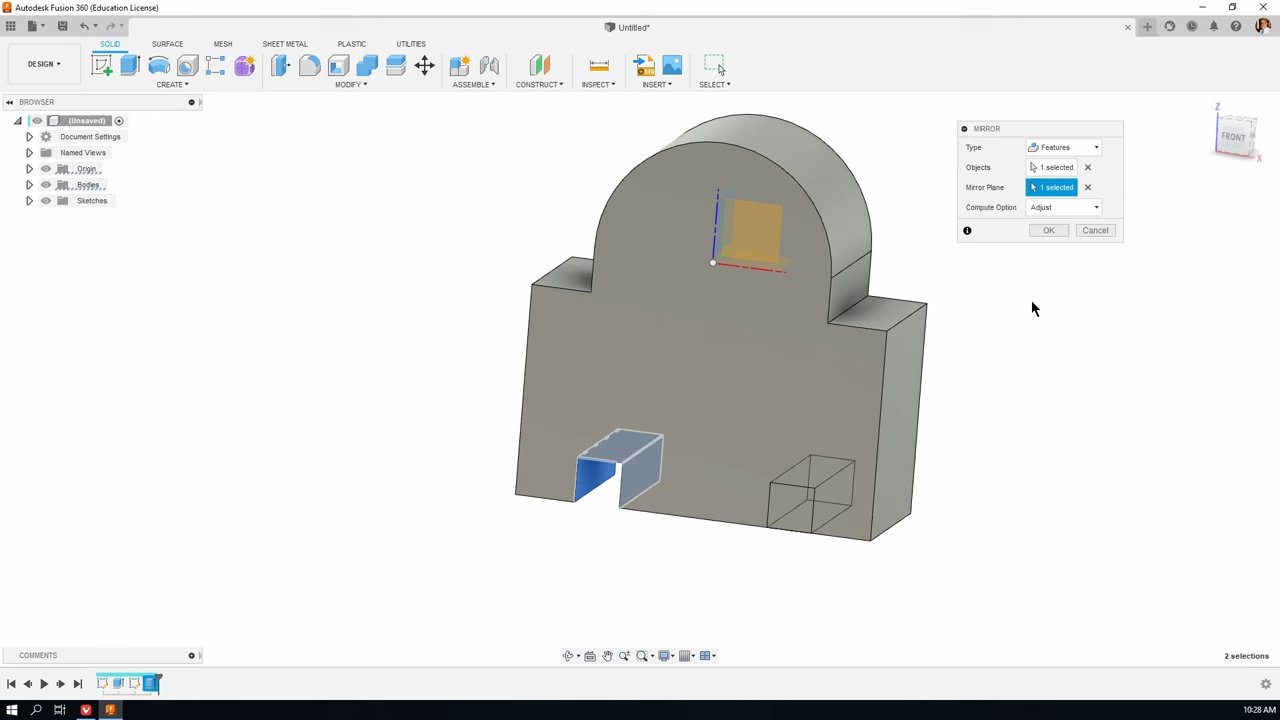 Autodesk Fusion 360 (Education License)
Untitled*
SOLID SURFACE MESH SHEET METAL PLASTIC UTILITIES
DESIGN
CREATE MODIFY ASSEMBLE CONSTRUCT INSPECT INSERT SELECT
BROWSER
(Unsaved)
Document Settings
Named Views
Origin
Bodies
Sketches
MIRROR
Type Features
Objects 1 selected
Mirror Plane 1 selected
Compute Option Adjust
OK Cancel
Z
FRONT
X
COMMENTS
2 selections
10:28 AM